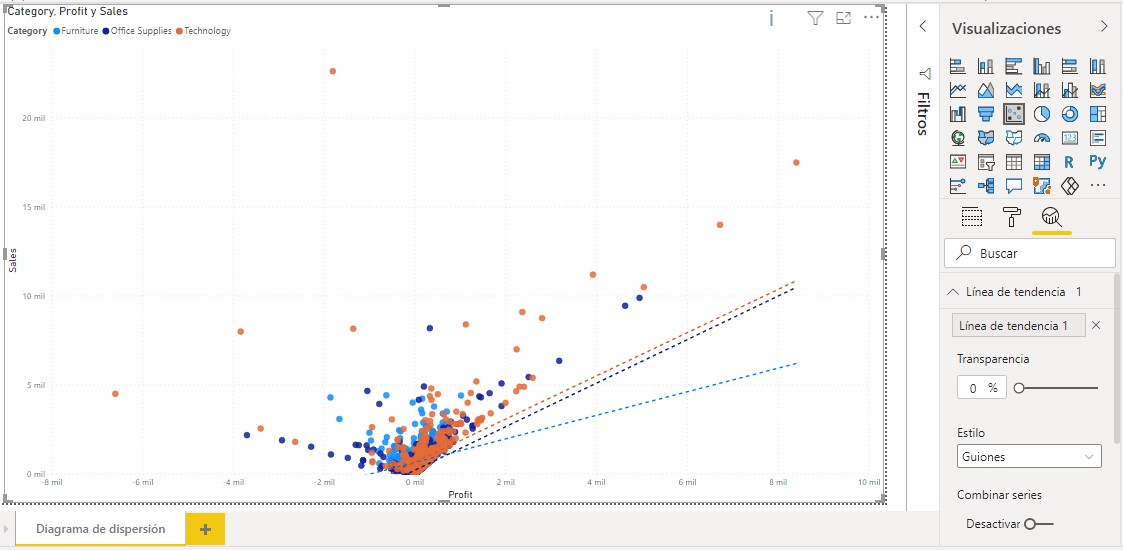 Category, Profit y Sales
Category Furniture Office Supplies Technology
20 mil
15 mil
10 mil
5 mil
0 mil
Sales
-8 mil -6 mil -4 mil -2 mil 0 mil 2 mil 4 mil 6 mil 8 mil 10 mil
Profit
Diagrama de dispersión
+
Filtros
Visualizaciones
123
R Py
Buscar
Línea de tendencia 1
Línea de tendencia 1
Transparencia
0 %
Estilo
Guiones
Combinar series
Desactivar